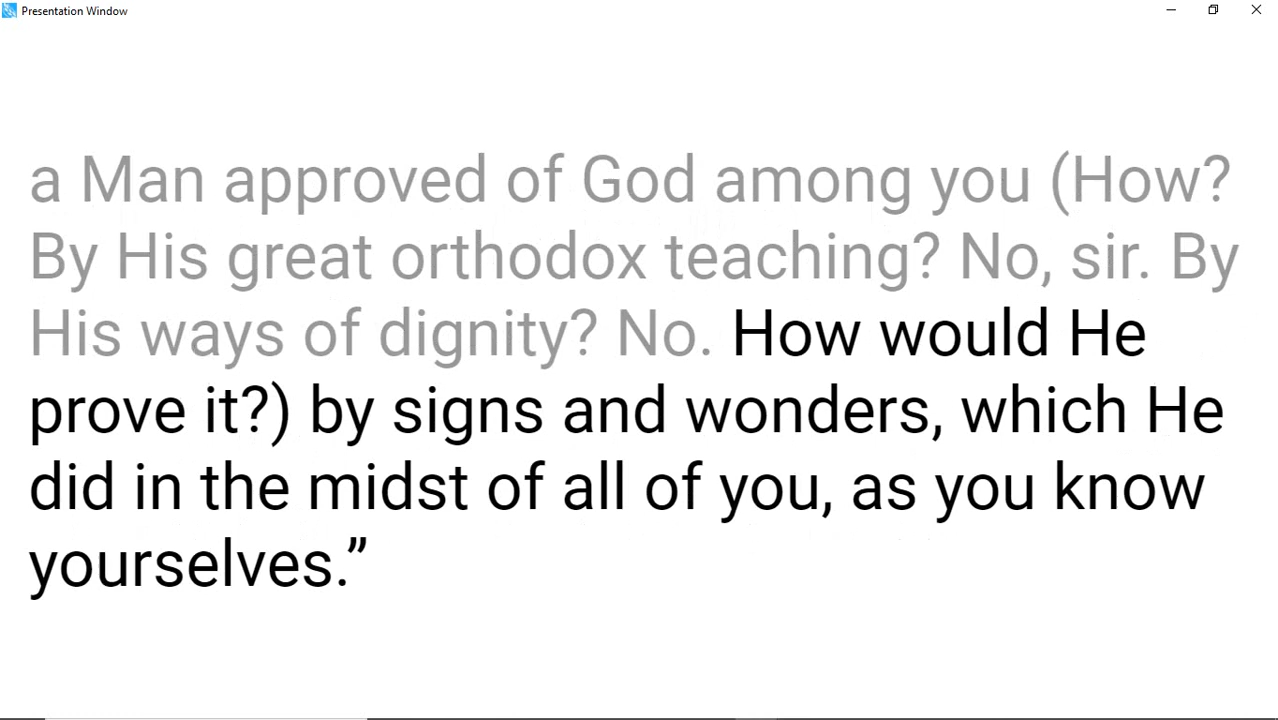 Presentation Window
a Man approved of God among you (How?
By His great orthodox teaching? No, sir. By
His ways of dignity? No. How would He
prove it?) by signs and wonders, which He
did in the midst of all of you, as you know
yourselves.”